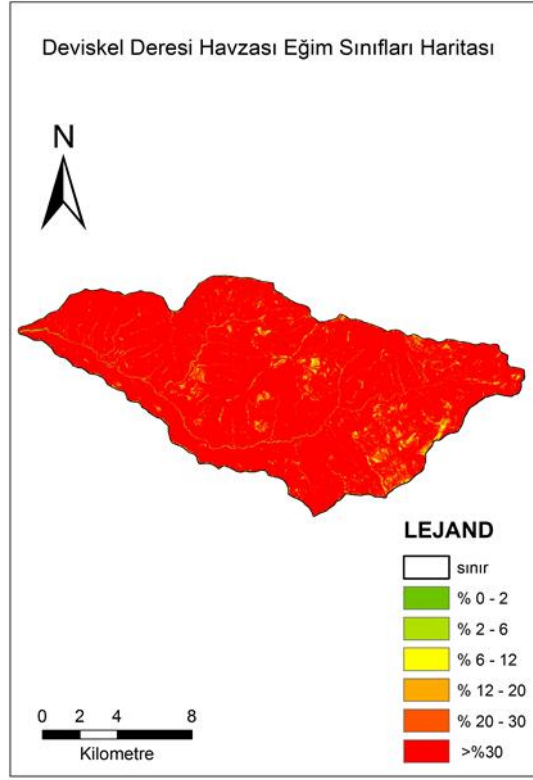 Deviskel Deresi Havzası Eğim Sınıfları Haritası
N
LEJAND
sınır
% 0 - 2
% 2 - 6
% 6 - 12
% 12 - 20
% 20 - 30
>%30
0 2 4 8
Kilometre